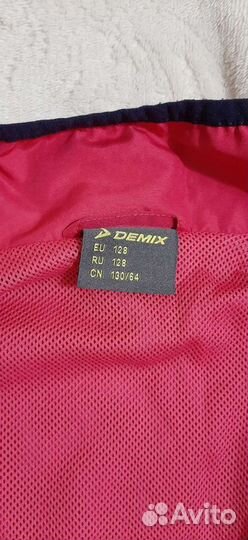 DEMIX
EU 128
RU 128
CN 130/64
Avito